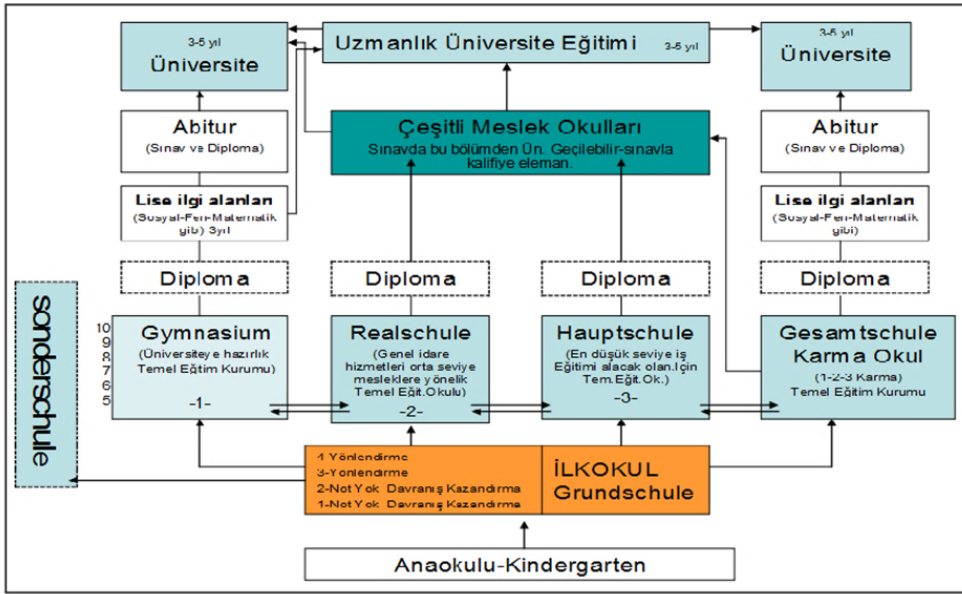 3-5 yıl
Üniversite
Uzmanlık Üniversite Eğitimi 3-5 yıl
3-5 yıl
Üniversite
Abitur
(Sınav ve Diploma)
Çeşitli Meslek Okulları
Sınavda bu bölümden Ün. Geçilebilir-sınavla
kalifiye eleman.
Abitur
(Sınav ve Diploma)
Lise ilgi alanları
(Sosyal-Fen-Matematik
gibi) 3yıl
Lise ilgi alanları
(Sosyal-Fen-Matematik
gibi)
Diploma
Diploma
Diploma
Diploma
sonderschule
10
9
8
7
6
5
Gymnasium
(Üniversiteye hazırlık
Temel Eğitim Kurumu)
-1-
Realschule
(Genel idare
hizmetleri orta seviye
mesleklere yönelik
Temel Eğit.Okulu)
-2-
Hauptschule
(En düşük seviye iş
Eğitimi alacak olan.İçin
Tem.Eğit.Ok.)
-3-
Gesamtschule
Karma Okul
(1-2-3 Karma)
Temel Eğitim Kurumu
4 Yönlendirme
3-Yönlendirme
2-Not Yok Davranış Kazandırma
1-Not Yok Davranış Kazandırma
İLKOKUL
Grundschule
Anaokulu-Kindergarten